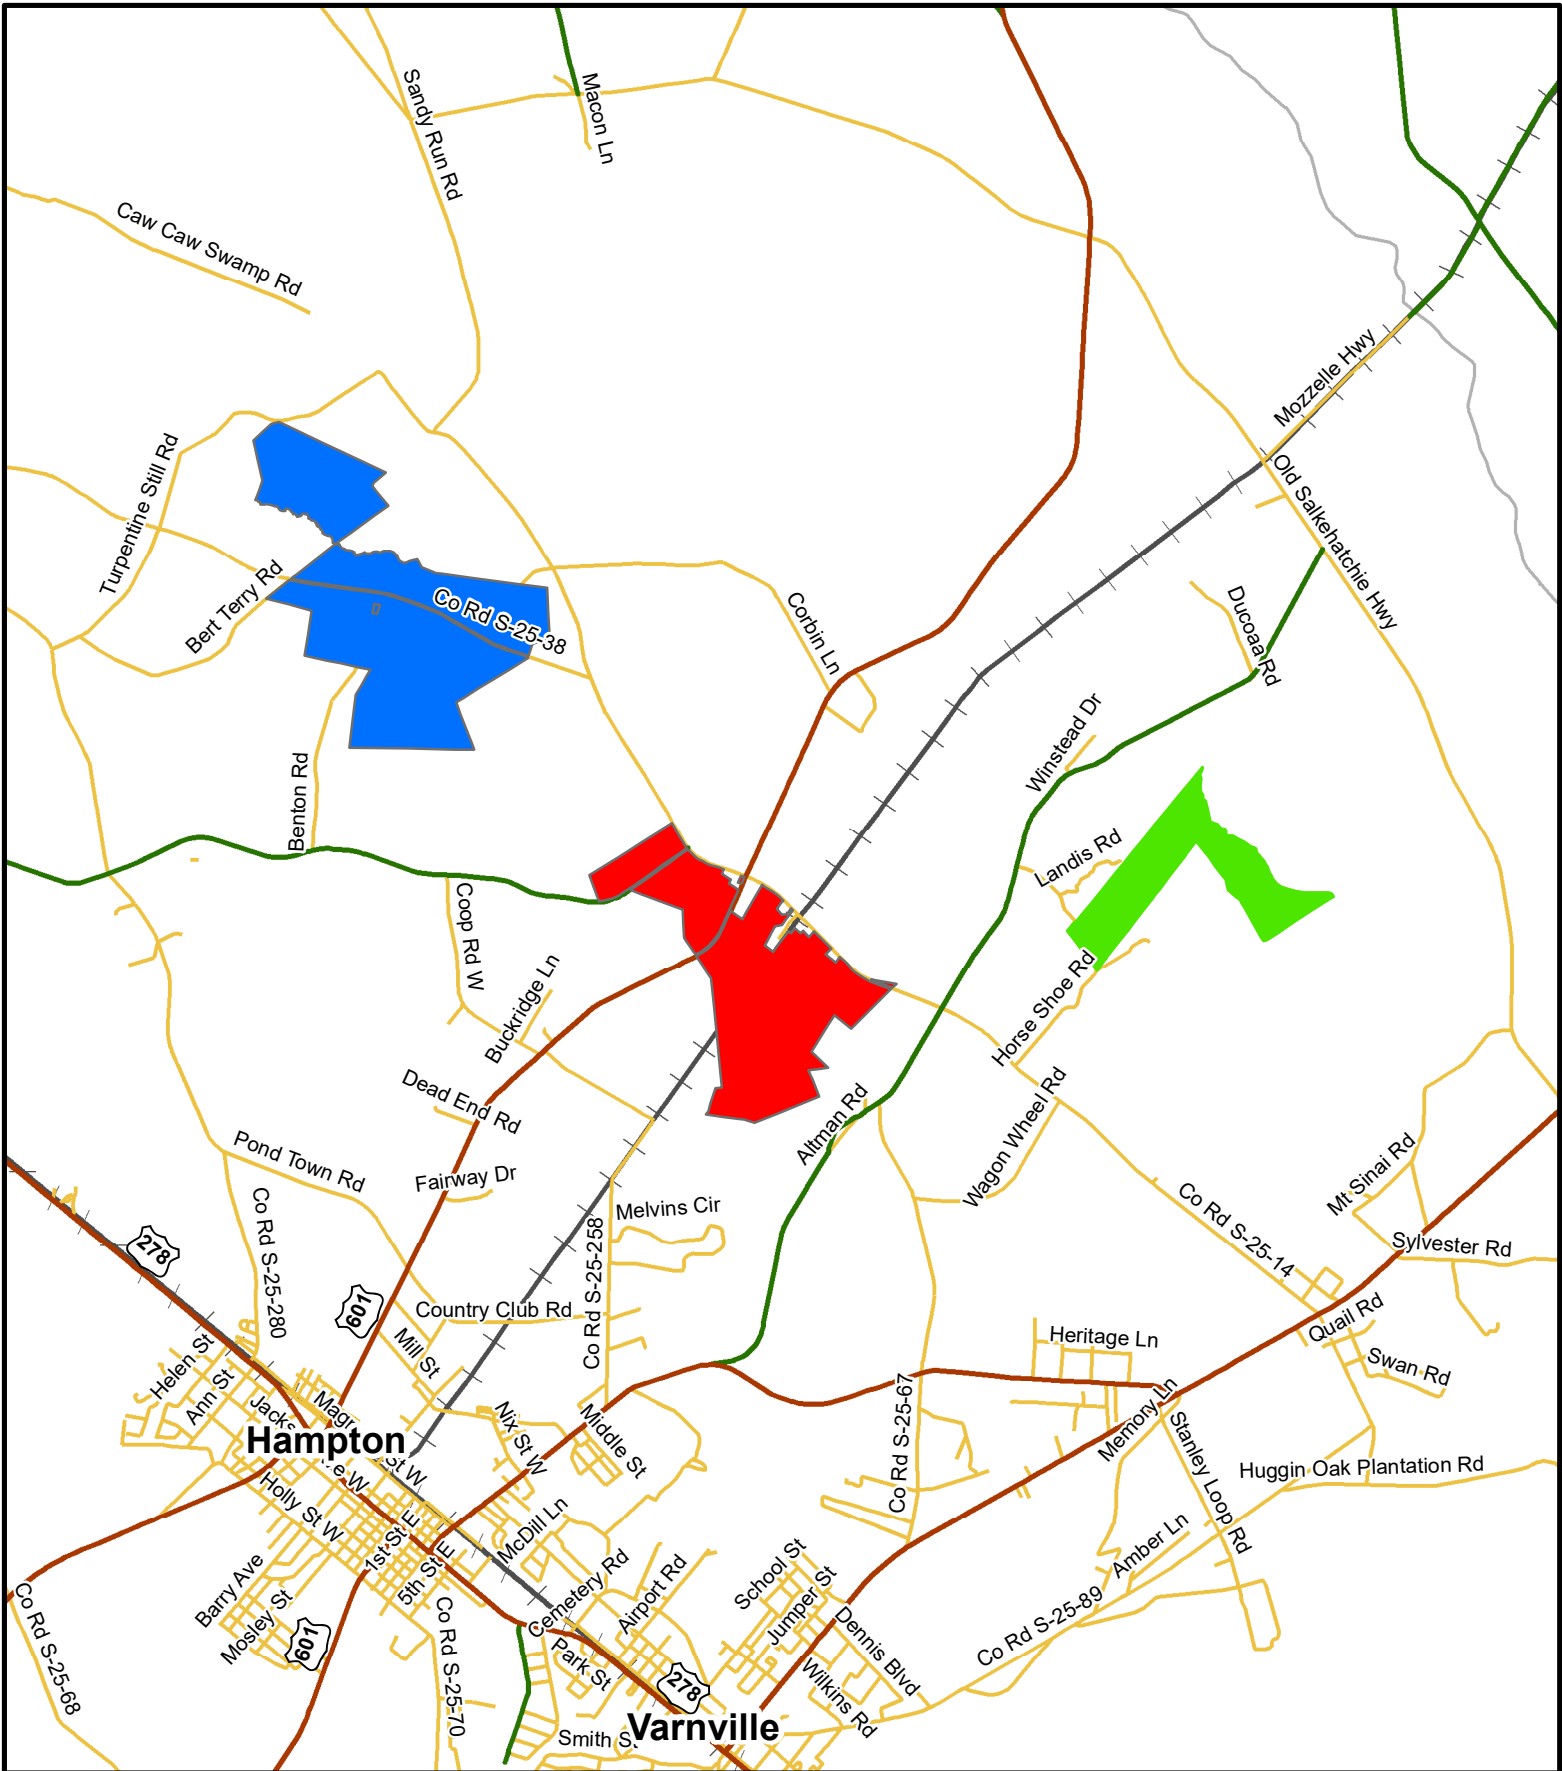 Macon Ln
Sandy Run Rd
Caw Caw Swamp Rd
Mozzelle Hwy
Turpentine Still Rd
Old Salkehatchie Hwy
Bert Terry Rd
Co Rd S-25-38
Corbin Ln
Ducoaa Rd
Winstead Dr
Benton Rd
Landis Rd
Coop Rd W
Buckridge Ln
Horse Shoe Rd
Dead End Rd
Altman Rd
Wagon Wheel Rd
Pond Town Rd
Fairway Dr
Mt Sinai Rd
Co Rd S-25-280
Melvins Cir
Co Rd S-25-14
278
Sylvester Rd
Co Rd S-25-258
601
Country Club Rd
Quail Rd
Mill St
Heritage Ln
Helen St
Swan Rd
Ann St
Co Rd S-25-67
Memory Ln
Nix St W
Middle St
Stanley Loop Rd
Hampton
St W
e W
Huggin Oak Plantation Rd
Holly St W
McDill Ln
1st St E
5th St E
Amber Ln
Barry Ave
Mosley St
Cemetery Rd
Airport Rd
School St
Jumper St
Co Rd S-25-89
Co Rd S-25-68
601
Co Rd S-25-70
Park St
Dennis Blvd
278
Wilkins Rd
Smith S
Varnville